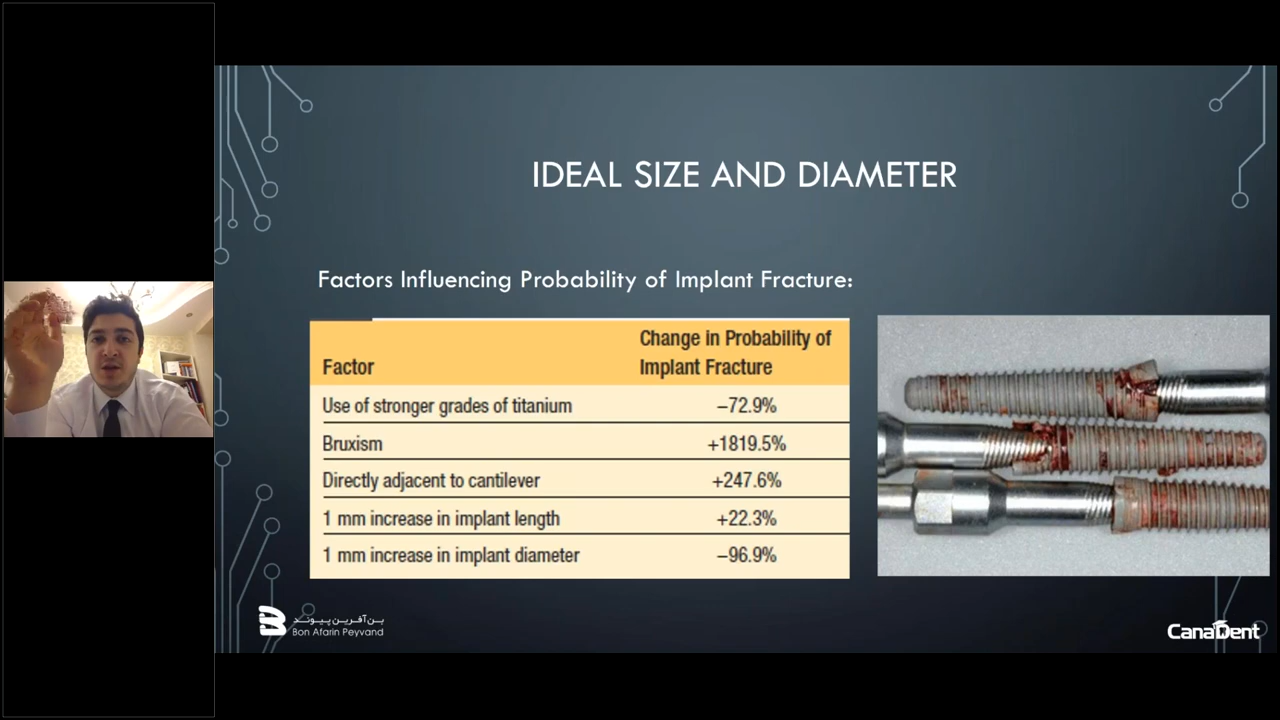 IDEAL SIZE AND DIAMETER
Factors Influencing Probability of Implant Fracture:
Factor Change in Probability of Implant Fracture
Use of stronger grades of titanium –72.9%
Bruxism +1819.5%
Directly adjacent to cantilever +247.6%
1 mm increase in implant length +22.3%
1 mm increase in implant diameter –96.9%
بن‌آفرین‌پیوند
Bon Afarin Peyvand
CanaDent